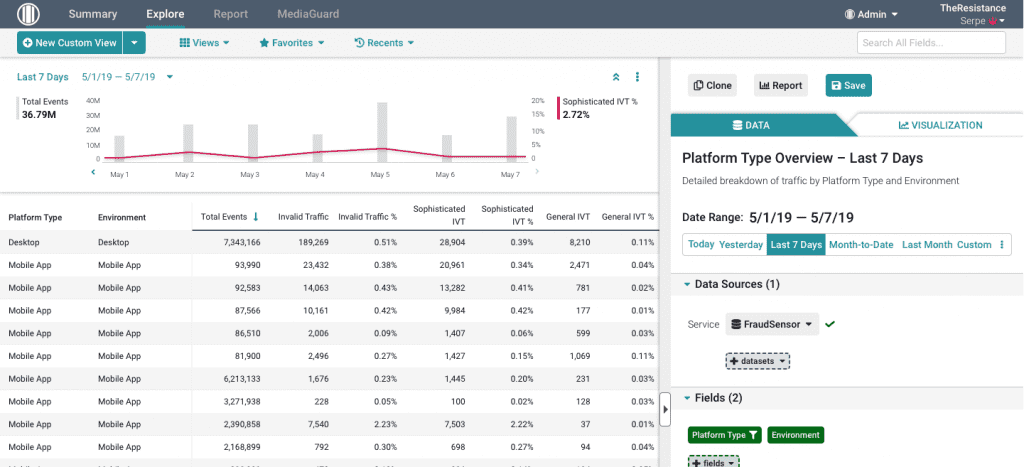 Summary Explore Report MediaGuard Admin TheResistance
Serpe
New Custom View Views Favorites Recents Search All Fields...
Last 7 Days 5/1/19 — 5/7/19
Total Events
36.79M
40M
30M
20M
10M
0
20%
15%
10%
5%
0
Sophisticated IVT %
2.72%
May 1 May 2 May 3 May 4 May 5 May 6 May 7
Platform Type Environment Total Events Invalid Traffic Invalid Traffic % Sophisticated IVT Sophisticated IVT % General IVT General IVT %
Desktop Desktop 7,343,166 189,269 0.51% 28,904 0.39% 8,210 0.11%
Mobile App Mobile App 93,990 23,432 0.38% 20,961 0.34% 2,471 0.04%
Mobile App Mobile App 92,583 14,063 0.43% 13,282 0.41% 781 0.02%
Mobile App Mobile App 87,566 10,161 0.42% 9,984 0.42% 177 0.01%
Mobile App Mobile App 86,510 2,006 0.09% 1,407 0.06% 599 0.03%
Mobile App Mobile App 81,900 2,496 0.27% 1,427 0.15% 1,069 0.11%
Mobile App Mobile App 6,213,133 1,676 0.23% 1,445 0.20% 231 0.03%
Mobile App Mobile App 3,271,938 228 0.05% 100 0.02% 128 0.03%
Mobile App Mobile App 2,390,858 7,540 2.23% 7,503 2.22% 37 0.01%
Mobile App Mobile App 2,168,899 792 0.30% 698 0.27% 94 0.04%
Clone Report Save
DATA VISUALIZATION
Platform Type Overview – Last 7 Days
Detailed breakdown of traffic by Platform Type and Environment
Date Range: 5/1/19 — 5/7/19
Today Yesterday Last 7 Days Month-to-Date Last Month Custom
Data Sources (1)
Service FraudSensor
+ datasets
Fields (2)
Platform Type Environment
+ fields